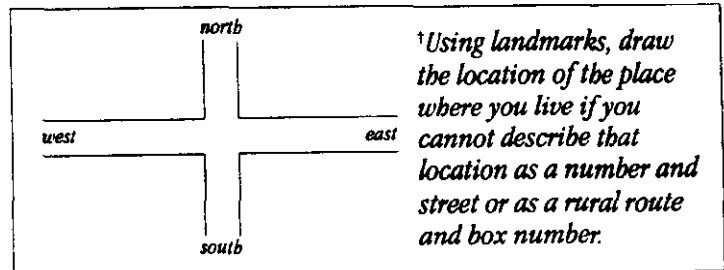 north
west
east
south
†Using landmarks, draw
the location of the place
where you live if you
cannot describe that
location as a number and
street or as a rural route
and box number.